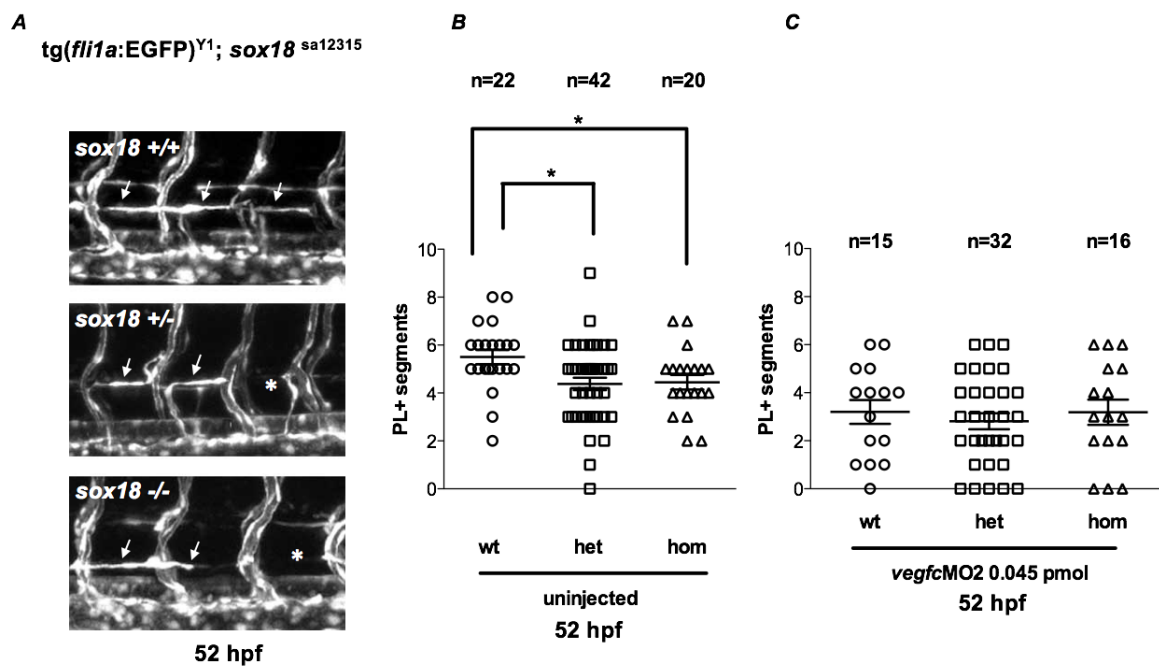 A
tg(fli1a:EGFP)Y1; sox18 sa12315
sox18 +/+
sox18 +/-
*
sox18 -/-
*
52 hpf
B
n=22 n=42 n=20
*
*
PL+ segments
10
8
6
4
2
0
wt het hom
uninjected
52 hpf
C
n=15 n=32 n=16
PL+ segments
10
8
6
4
2
0
wt het hom
vegfcMO2 0.045 pmol
52 hpf